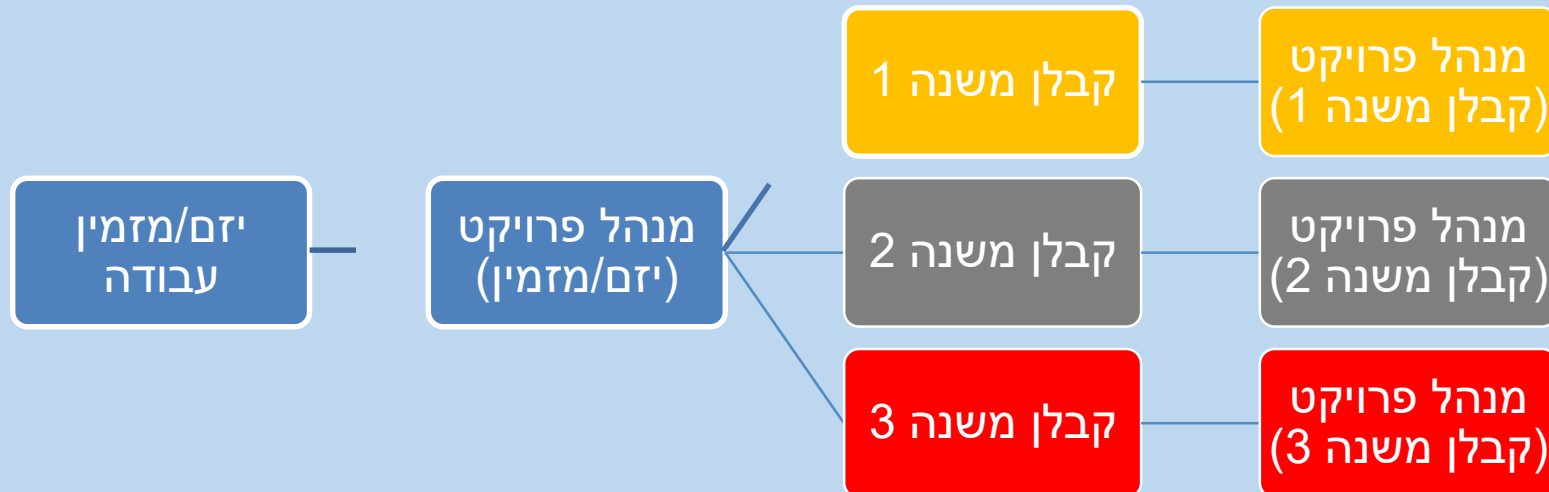 יזם/מזמין
עבודה
מנהל פרויקט
(יזם/מזמין)
קבלן משנה 1
מנהל פרויקט
(קבלן משנה 1)
קבלן משנה 2
מנהל פרויקט
(קבלן משנה 2)
קבלן משנה 3
מנהל פרויקט
(קבלן משנה 3)